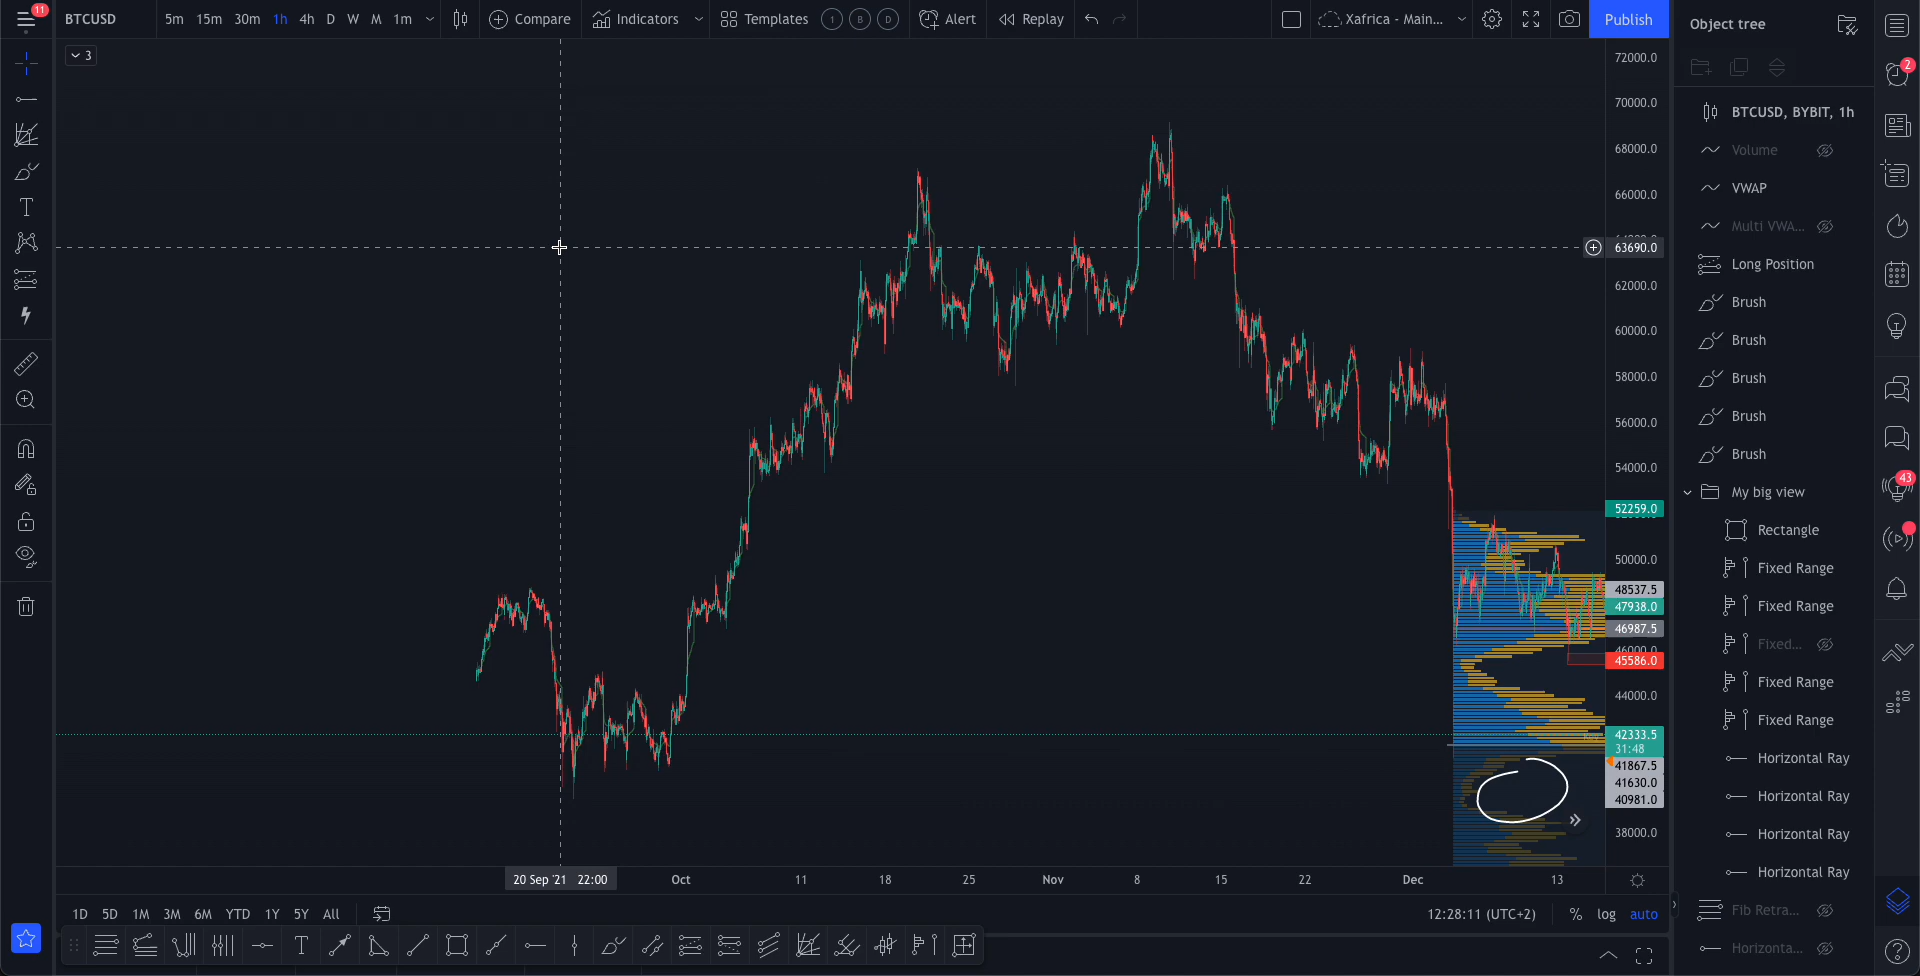 11
BTCUSD 5m 15m 30m 1h 4h D W M 1m Compare Indicators Templates 1 B D Alert Replay Xafrica - Main... Publish
Object tree
3
72000.0
70000.0
68000.0
66000.0
63690.0
62000.0
60000.0
58000.0
56000.0
54000.0
52259.0
50000.0
48537.5
47938.0
46987.5
46000.0
45586.0
44000.0
42333.5
31:48
41867.5
41630.0
40981.0
38000.0
BTCUSD, BYBIT, 1h
Volume
VWAP
Multi VWA...
Long Position
Brush
Brush
Brush
Brush
Brush
My big view
Rectangle
Fixed Range
Fixed Range
Fixed...
Fixed Range
Fixed Range
Horizontal Ray
Horizontal Ray
Horizontal Ray
Horizontal Ray
Fib Retra...
Horizonta...
2
43
20 Sep '21 22:00 Oct 11 18 25 Nov 8 15 22 Dec 13
1D 5D 1M 3M 6M YTD 1Y 5Y All 12:28:11 (UTC+2) % log auto
T
T